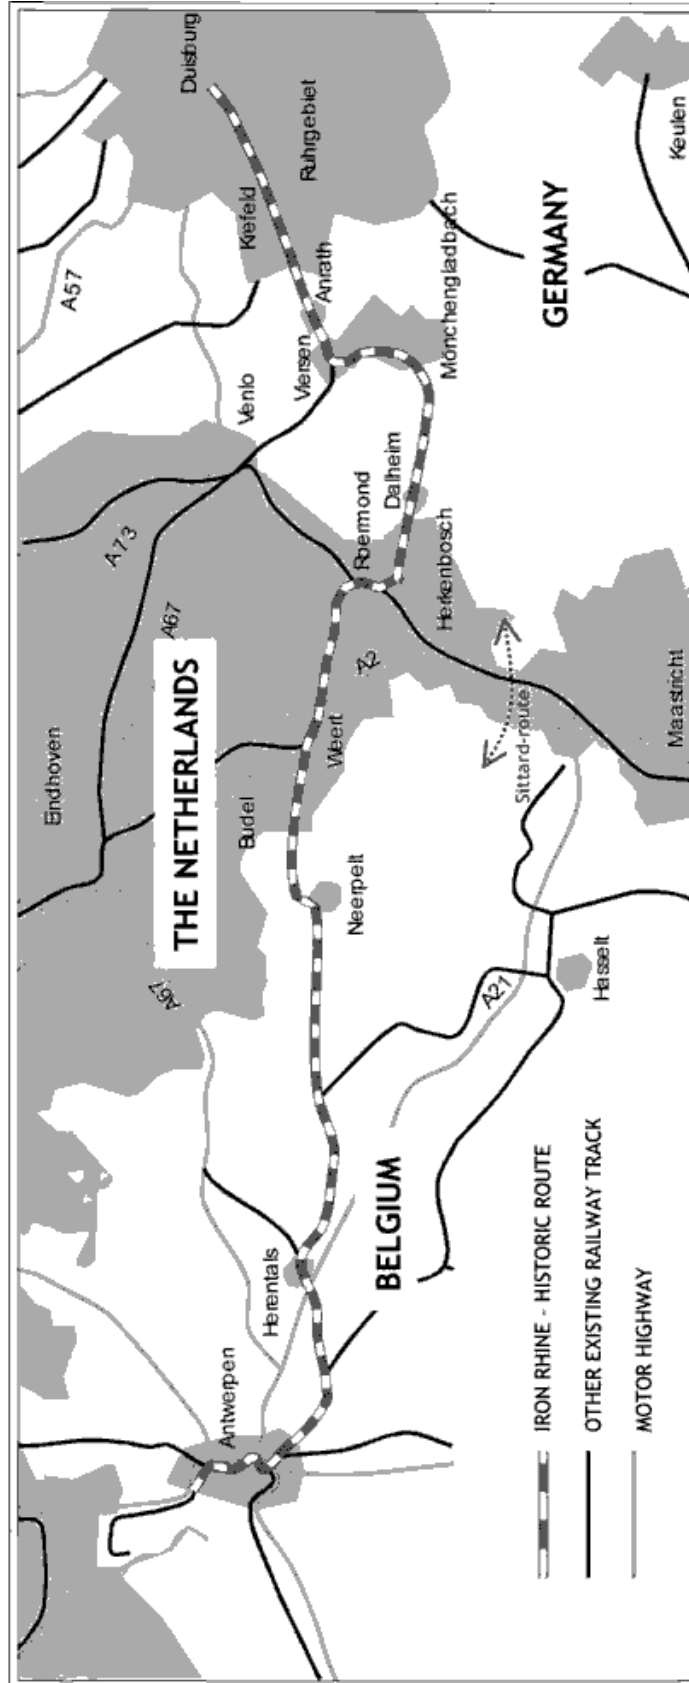 Eindhoven
A57
A73
A67
A67
THE NETHERLANDS
Duisburg
Antwerpen
Budel
Venlo
Krefeld
Herentals
Viersen
Ruhrgebiet
Anrath
Weert
Neerpelt
Roermond
A2
BELGIUM
Dalheim
Herkenbosch
Mönchengladbach
A21
Sittard-route
GERMANY
Hasselt
Maastricht
Keulen
IRON RHINE - HISTORIC ROUTE
OTHER EXISTING RAILWAY TRACK
MOTOR HIGHWAY